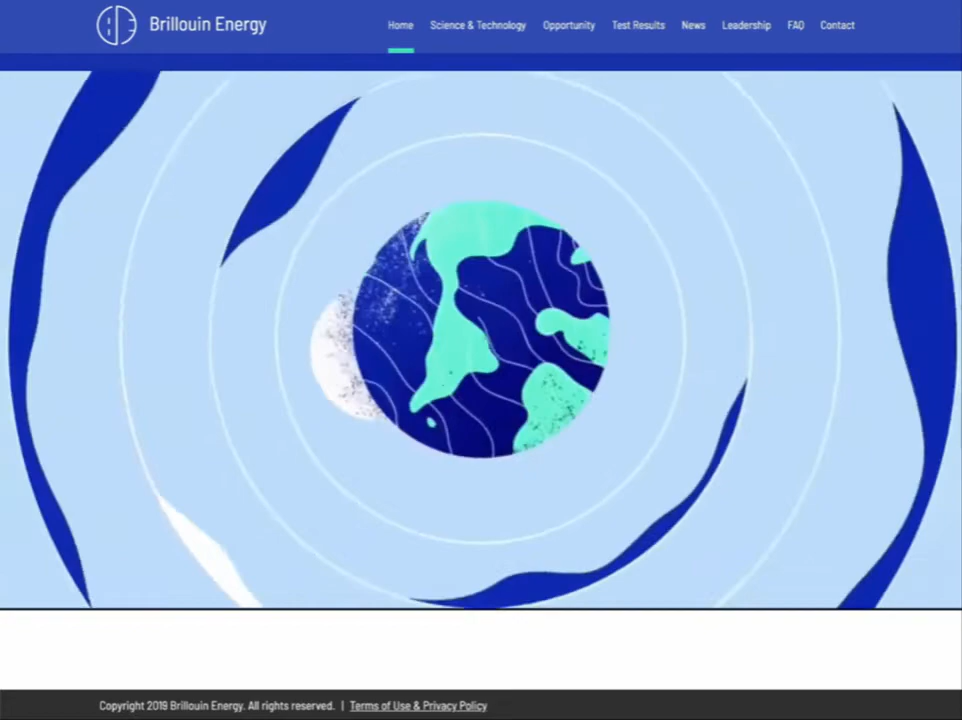 Brillouin Energy
Home Science & Technology Opportunity Test Results News Leadership FAQ Contact
Copyright 2019 Brillouin Energy. All rights reserved. | Terms of Use & Privacy Policy